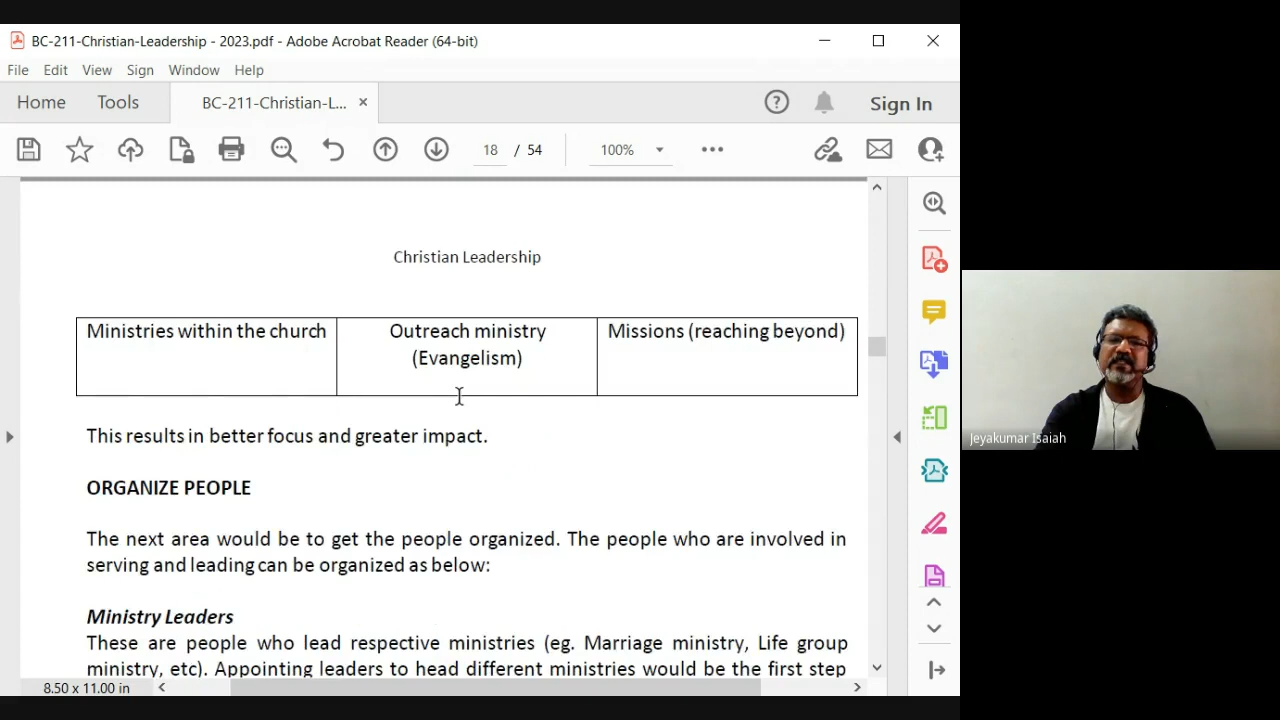 BC-211-Christian-Leadership - 2023.pdf - Adobe Acrobat Reader (64-bit)
File Edit View Sign Window Help
Home Tools BC-211-Christian-L... × Sign In
18 / 54 100%
Christian Leadership
Ministries within the church
Outreach ministry
(Evangelism)
Missions (reaching beyond)
This results in better focus and greater impact.
ORGANIZE PEOPLE
The next area would be to get the people organized. The people who are involved in
serving and leading can be organized as below:
Ministry Leaders
These are people who lead respective ministries (eg. Marriage ministry, Life group
ministry, etc). Appointing leaders to head different ministries would be the first step
8.50 x 11.00 in
Jeyakumar Isaiah